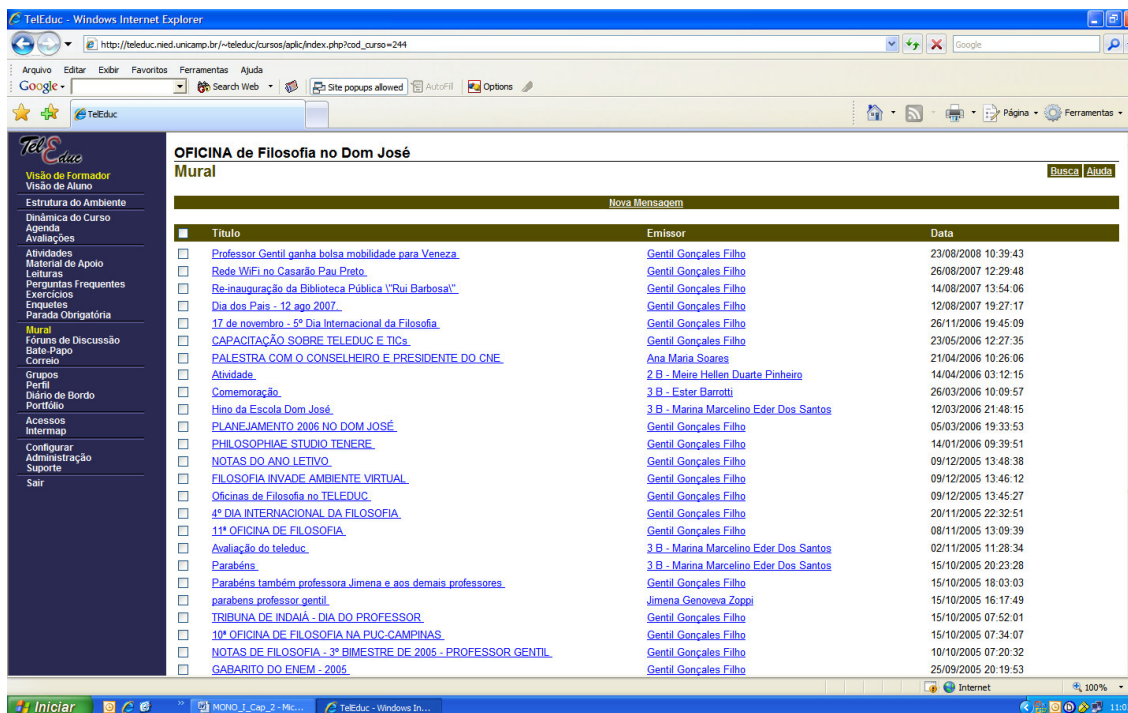 TelEduc - Windows Internet Explorer
http://teleduc.nied.unicamp.br/~teleduc/cursos/aplic/index.php?cod_curso=244
Google
Arquivo Editar Exibir Favoritos Ferramentas Ajuda
Google Search Web Site popups allowed AutoFill Options
TelEduc Página Ferramentas
TelEduc
Visão de Formador
Visão de Aluno
Estrutura do Ambiente
Dinâmica do Curso
Agenda
Avaliações
Atividades
Material de Apoio
Leituras
Perguntas Frequentes
Exercícios
Enquetes
Parada Obrigatória
Mural
Fóruns de Discussão
Bate-Papo
Correio
Grupos
Perfil
Diário de Bordo
Portfólio
Acessos
Intermap
Configurar
Administração
Suporte
Sair
OFICINA de Filosofia no Dom José
Mural Busca Ajuda
Nova Mensagem
Título Emissor Data
Professor Gentil ganha bolsa mobilidade para Veneza Gentil Gonçales Filho 23/08/2008 10:39:43
Rede WiFi no Casarão Pau Preto Gentil Gonçales Filho 26/08/2007 12:29:48
Re-inauguração da Biblioteca Pública \"Rui Barbosa\" Gentil Gonçales Filho 14/08/2007 13:54:06
Dia dos Pais - 12 ago 2007. Gentil Gonçales Filho 12/08/2007 19:27:17
17 de novembro - 5º Dia Internacional da Filosofia Gentil Gonçales Filho 26/11/2006 19:45:09
CAPACITAÇÃO SOBRE TELEDUC E TICs Gentil Gonçales Filho 23/05/2006 12:27:35
PALESTRA COM O CONSELHEIRO E PRESIDENTE DO CNE Ana Maria Soares 21/04/2006 10:26:06
Atividade 2 B - Meire Hellen Duarte Pinheiro 14/04/2006 03:12:15
Comemoração 3 B - Ester Barrotti 26/03/2006 10:09:57
Hino da Escola Dom José 3 B - Marina Marcelino Eder Dos Santos 12/03/2006 21:48:15
PLANEJAMENTO 2006 NO DOM JOSÉ Gentil Gonçales Filho 05/03/2006 19:33:53
PHILOSOPHIAE STUDIO TENERE Gentil Gonçales Filho 14/01/2006 09:39:51
NOTAS DO ANO LETIVO Gentil Gonçales Filho 09/12/2005 13:48:38
FILOSOFIA INVADE AMBIENTE VIRTUAL Gentil Gonçales Filho 09/12/2005 13:46:12
Oficinas de Filosofia no TELEDUC Gentil Gonçales Filho 09/12/2005 13:45:27
4º DIA INTERNACIONAL DA FILOSOFIA Gentil Gonçales Filho 20/11/2005 22:32:51
11ª OFICINA DE FILOSOFIA Gentil Gonçales Filho 08/11/2005 13:09:39
Avaliação do teleduc 3 B - Marina Marcelino Eder Dos Santos 02/11/2005 11:28:34
Parabéns 3 B - Marina Marcelino Eder Dos Santos 15/10/2005 20:23:28
Parabéns também professora Jimena e aos demais professores Gentil Gonçales Filho 15/10/2005 18:03:03
parabens professor gentil Jimena Genoveva Zoppi 15/10/2005 16:17:49
TRIBUNA DE INDAIÁ - DIA DO PROFESSOR Gentil Gonçales Filho 15/10/2005 07:52:01
10ª OFICINA DE FILOSOFIA NA PUC-CAMPINAS Gentil Gonçales Filho 15/10/2005 07:34:07
NOTAS DE FILOSOFIA - 3º BIMESTRE DE 2005 - PROFESSOR GENTIL Gentil Gonçales Filho 10/10/2005 07:20:32
GABARITO DO ENEM - 2005 Gentil Gonçales Filho 25/09/2005 20:19:53
Internet 100%
Iniciar MONO_I_Cap_2 - Mic... TelEduc - Windows In... 11:0